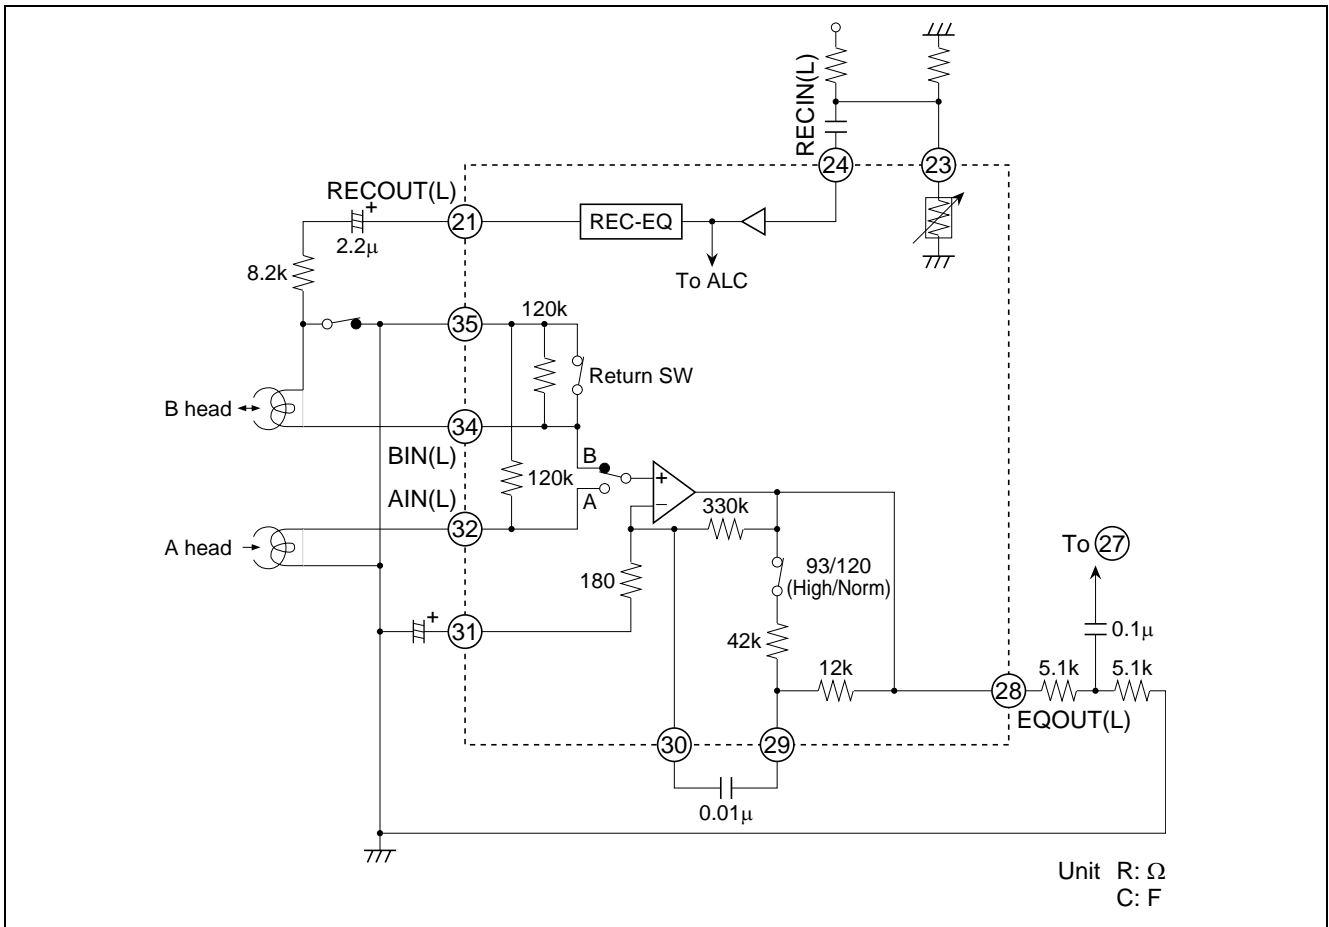 RECIN(L)
24
23
RECOUT(L)
21
REC-EQ
2.2μ
8.2k
To ALC
35
120k
Return SW
B head
34
BIN(L)
B
120k
+
AIN(L)
A
−
330k
32
A head
To 27
93/120
(High/Norm)
180
+
31
0.1μ
42k
12k
5.1k
5.1k
28
EQOUT(L)
30
29
0.01μ
Unit R: Ω
C: F
+